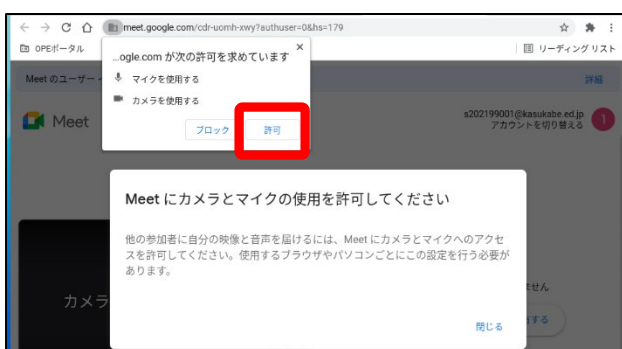 meet.google.com/cdr-uomh-xwy?authuser=0&hs=179
OPEポータル
リーディング リスト
...ogle.com が次の許可を求めています
×
マイクを使用する
カメラを使用する
ブロック
許可
Meet のユーザー
詳細
Meet
s202199001@kasukabe.ed.jp
アカウントを切り替える
1
Meet にカメラとマイクの使用を許可してください
他の参加者に自分の映像と音声を届けるには、Meet にカメラとマイクへのアクセ
スを許可してください。使用するブラウザやパソコンごとにこの設定を行う必要が
あります。
カメラ
ません
する
閉じる